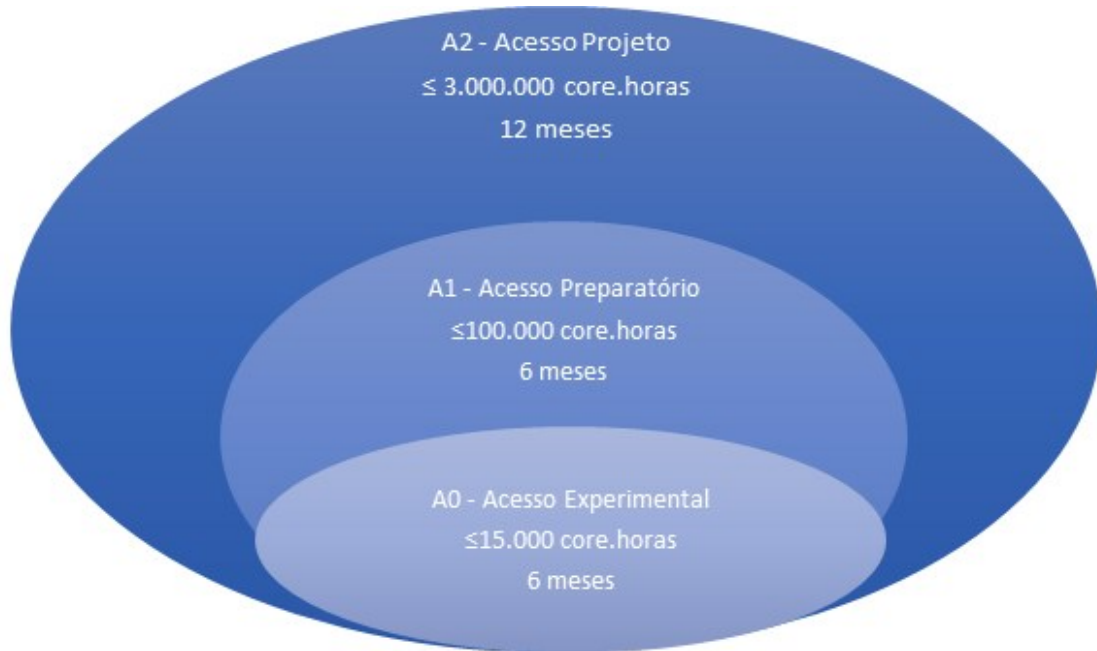 A2 - Acesso Projeto
≤ 3.000.000 core.horas
12 meses
A1 - Acesso Preparatório
≤100.000 core.horas
6 meses
A0 - Acesso Experimental
≤15.000 core.horas
6 meses